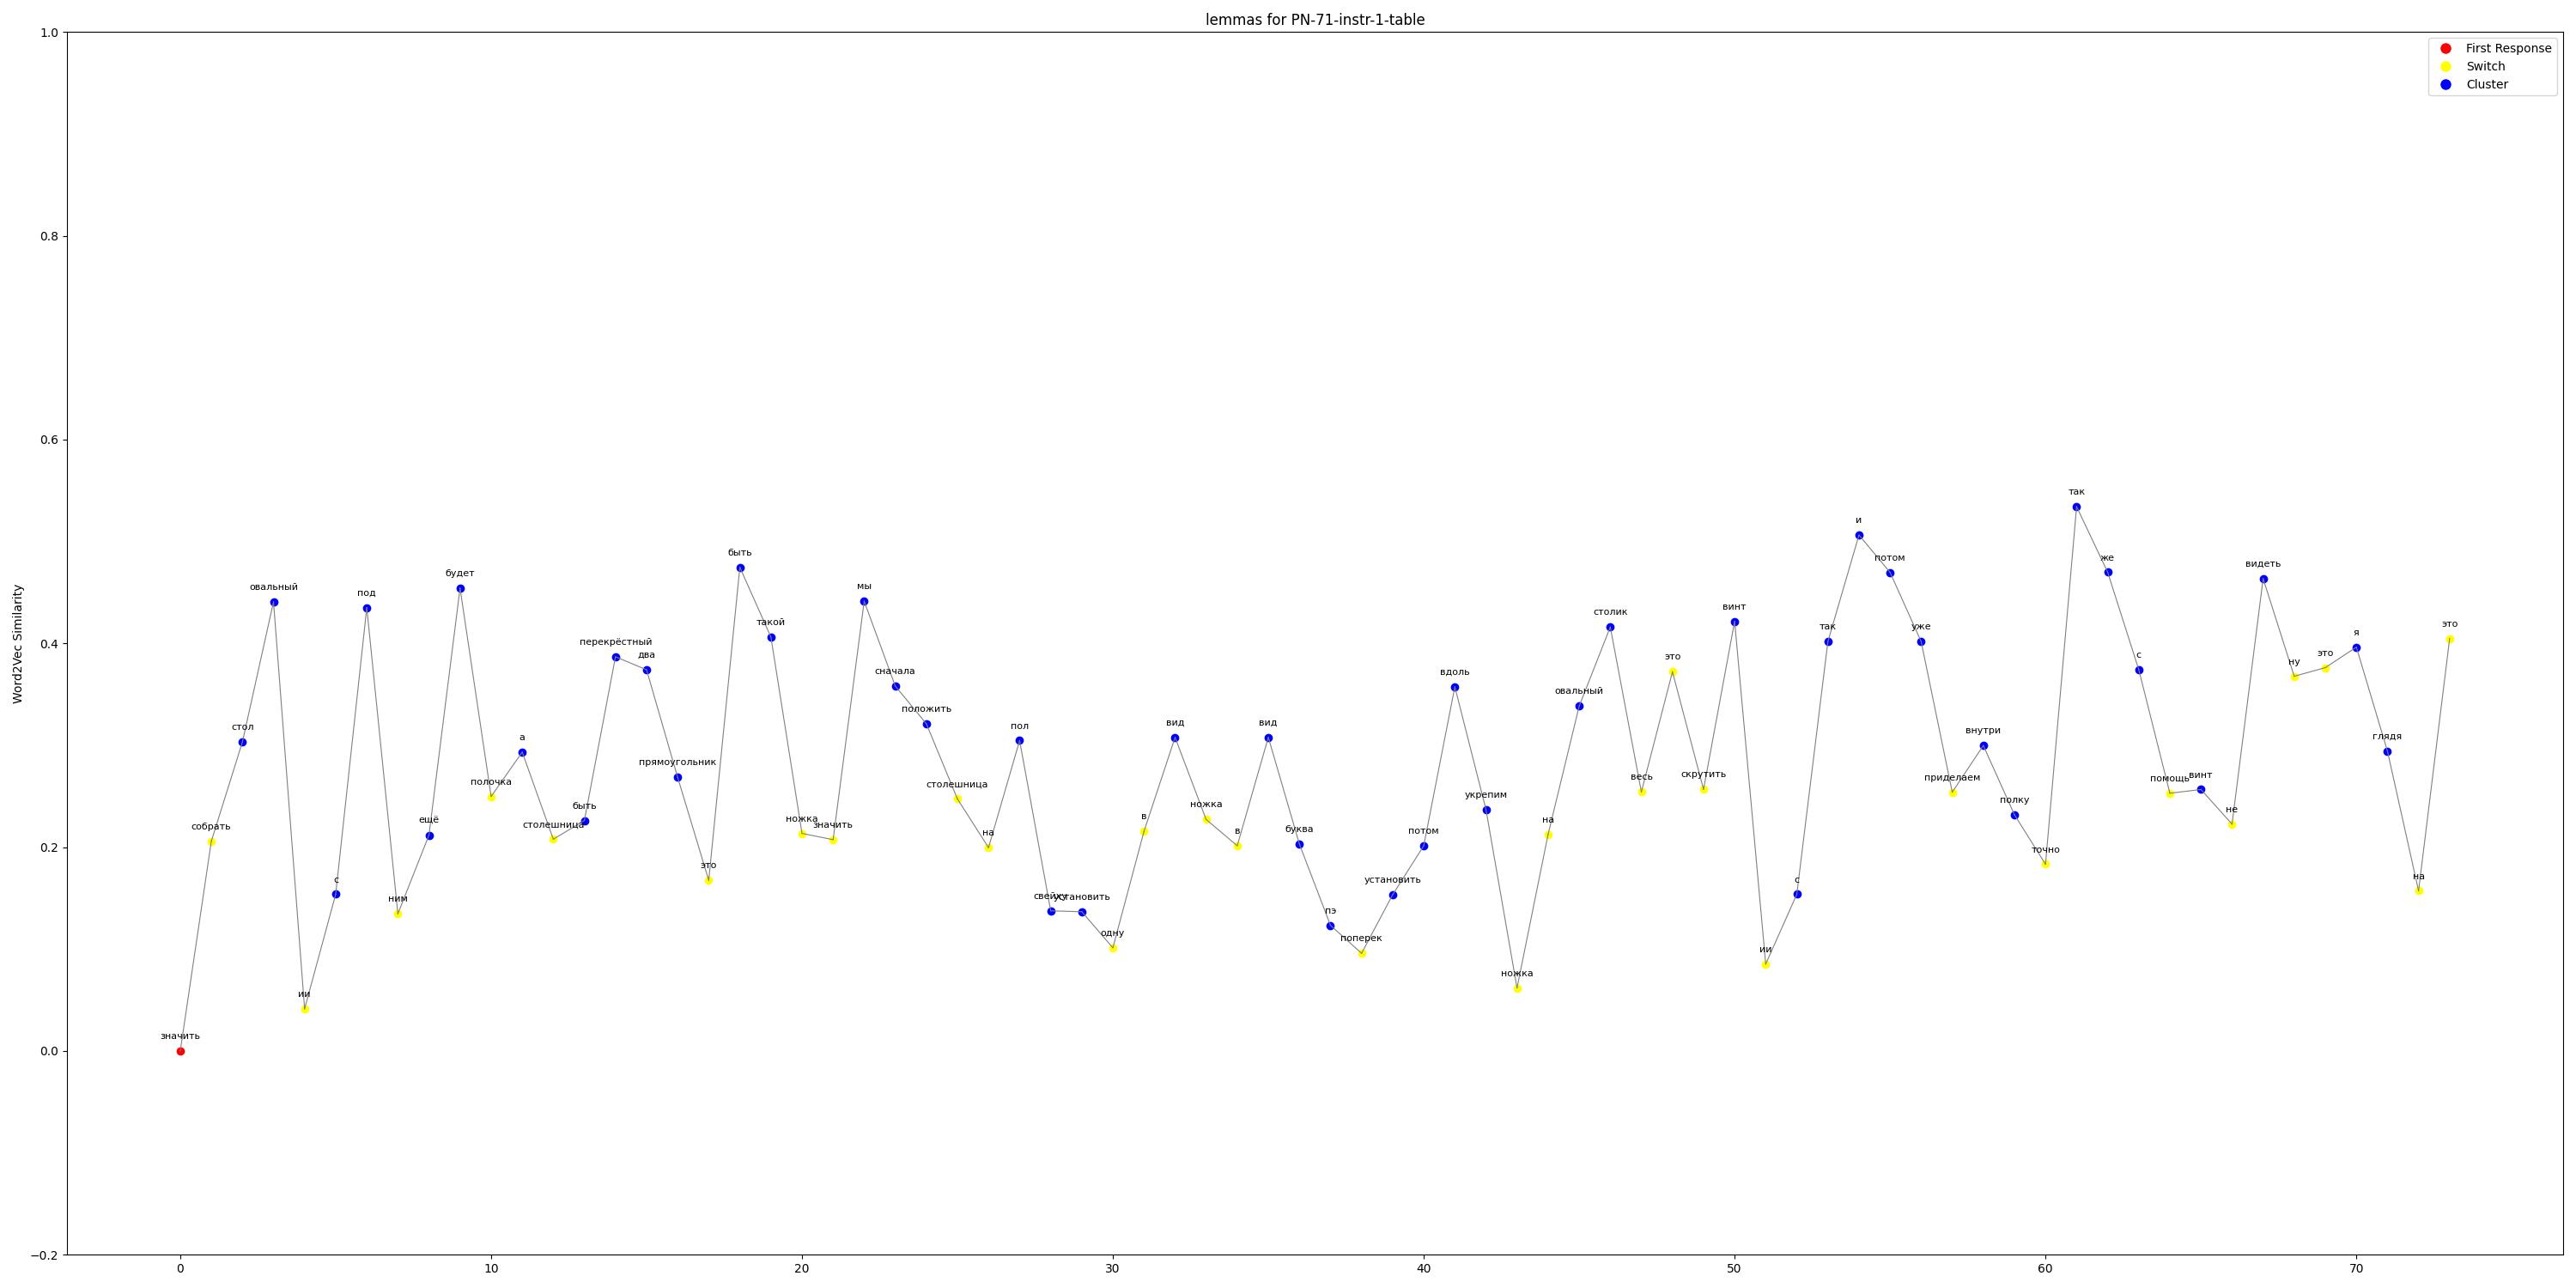 lemmas for PN-71-instr-1-table
First Response
Switch
Cluster
Word2Vec Similarity
1.0
0.8
0.6
0.4
0.2
0.0
−0.2
значить
собрать
стол
овальный
ии
с
под
ним
ещё
будет
полочка
а
столешница
быть
перекрёстный
два
прямоугольник
это
быть
такой
ножка
значить
мы
сначала
положить
столешница
на
пол
установить
одну
в
вид
ножка
в
вид
буква
пэ
поперек
установить
потом
вдоль
укрепим
ножка
на
овальный
столик
весь
это
скрутить
винт
ии
с
так
и
потом
уже
приделаем
внутри
полку
точно
так
же
с
помощь
винт
не
видеть
ну
это
я
глядя
на
это
0 10 20 30 40 50 60 70